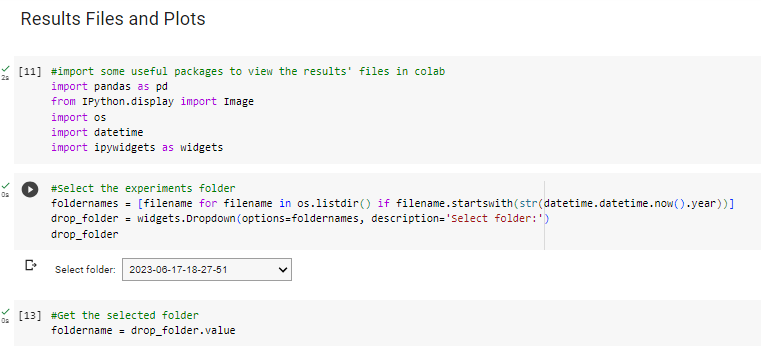 Results Files and Plots
[11] #import some useful packages to view the results' files in colab
2s
import pandas as pd
from IPython.display import Image
import os
import datetime
import ipywidgets as widgets
#Select the experiments folder
0s
foldernames = [filename for filename in os.listdir() if filename.startswith(str(datetime.datetime.now().year))]
drop_folder = widgets.Dropdown(options=foldernames, description='Select folder:')
drop_folder
Select folder: 2023-06-17-18-27-51
[13] #Get the selected folder
0s
foldername = drop_folder.value